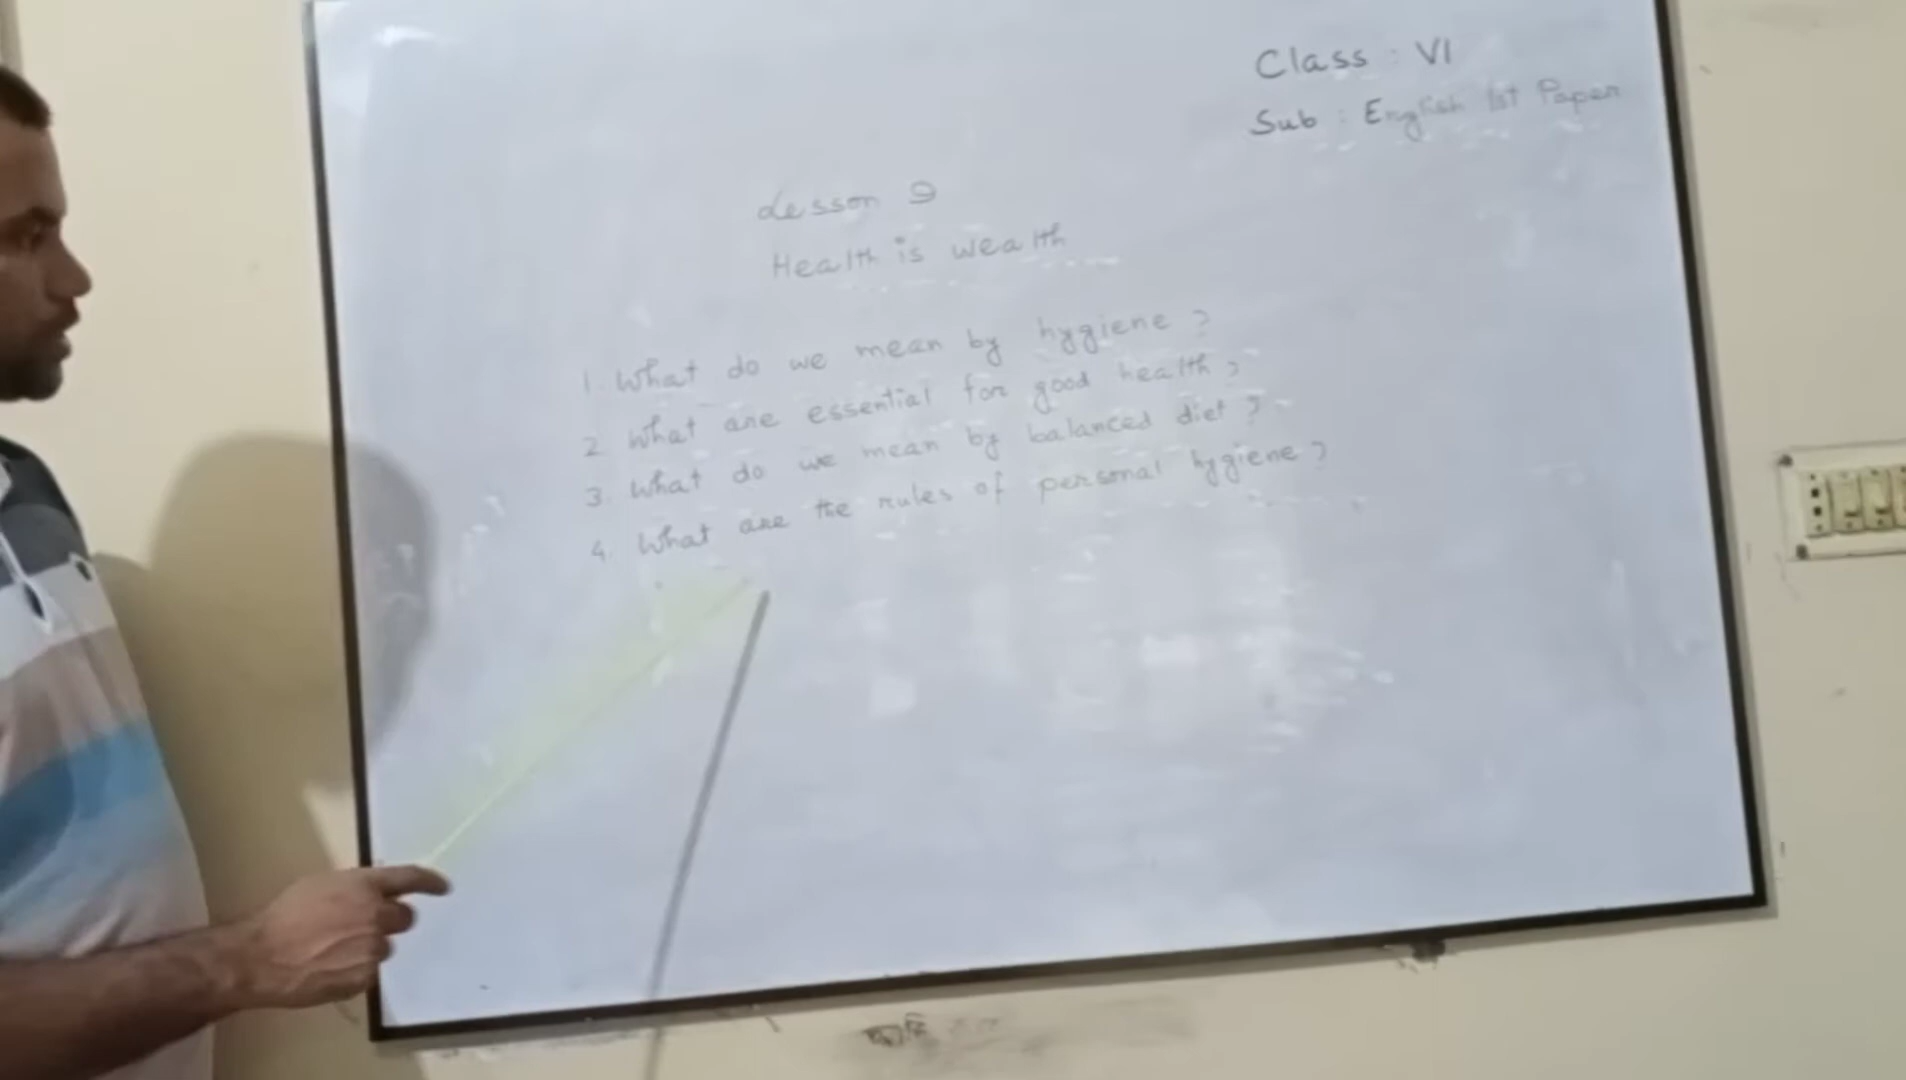 Class : VI
Sub : English 1st Paper
Lesson 9
Health is wealth
1. What do we mean by hygiene ?
2. What are essential for good health ?
3. What do we mean by balanced diet ?
4. What are the rules of personal hygiene ?